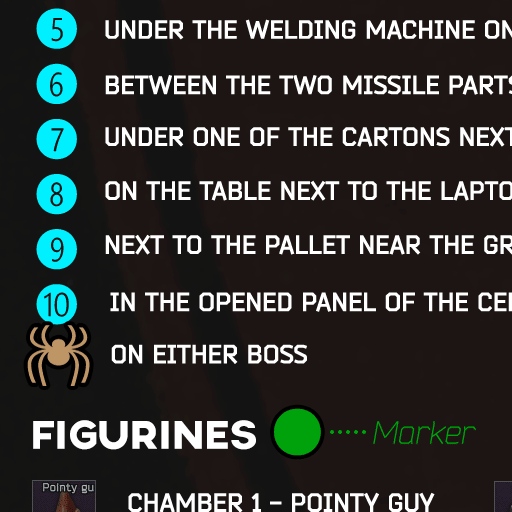 5 UNDER THE WELDING MACHINE ON
6 BETWEEN THE TWO MISSILE PARTS
7 UNDER ONE OF THE CARTONS NEXT
8 ON THE TABLE NEXT TO THE LAPTO
9 NEXT TO THE PALLET NEAR THE GR
10 IN THE OPENED PANEL OF THE CEI
ON EITHER BOSS
FIGURINES Marker
Pointy gu
CHAMBER 1 – POINTY GUY